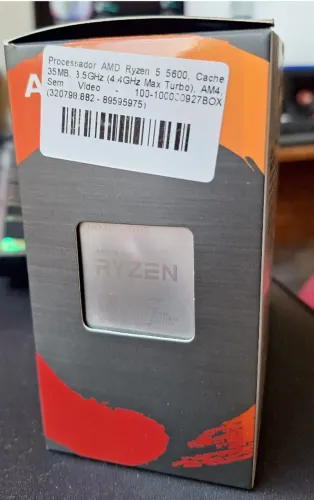 Processador AMD Ryzen 5 5600, Cache
35MB, 3.5GHz (4.4GHz Max Turbo), AM4,
Sem Vídeo - 100-100000927BOX
(320798.882 - 89595975)
A
RYZEN